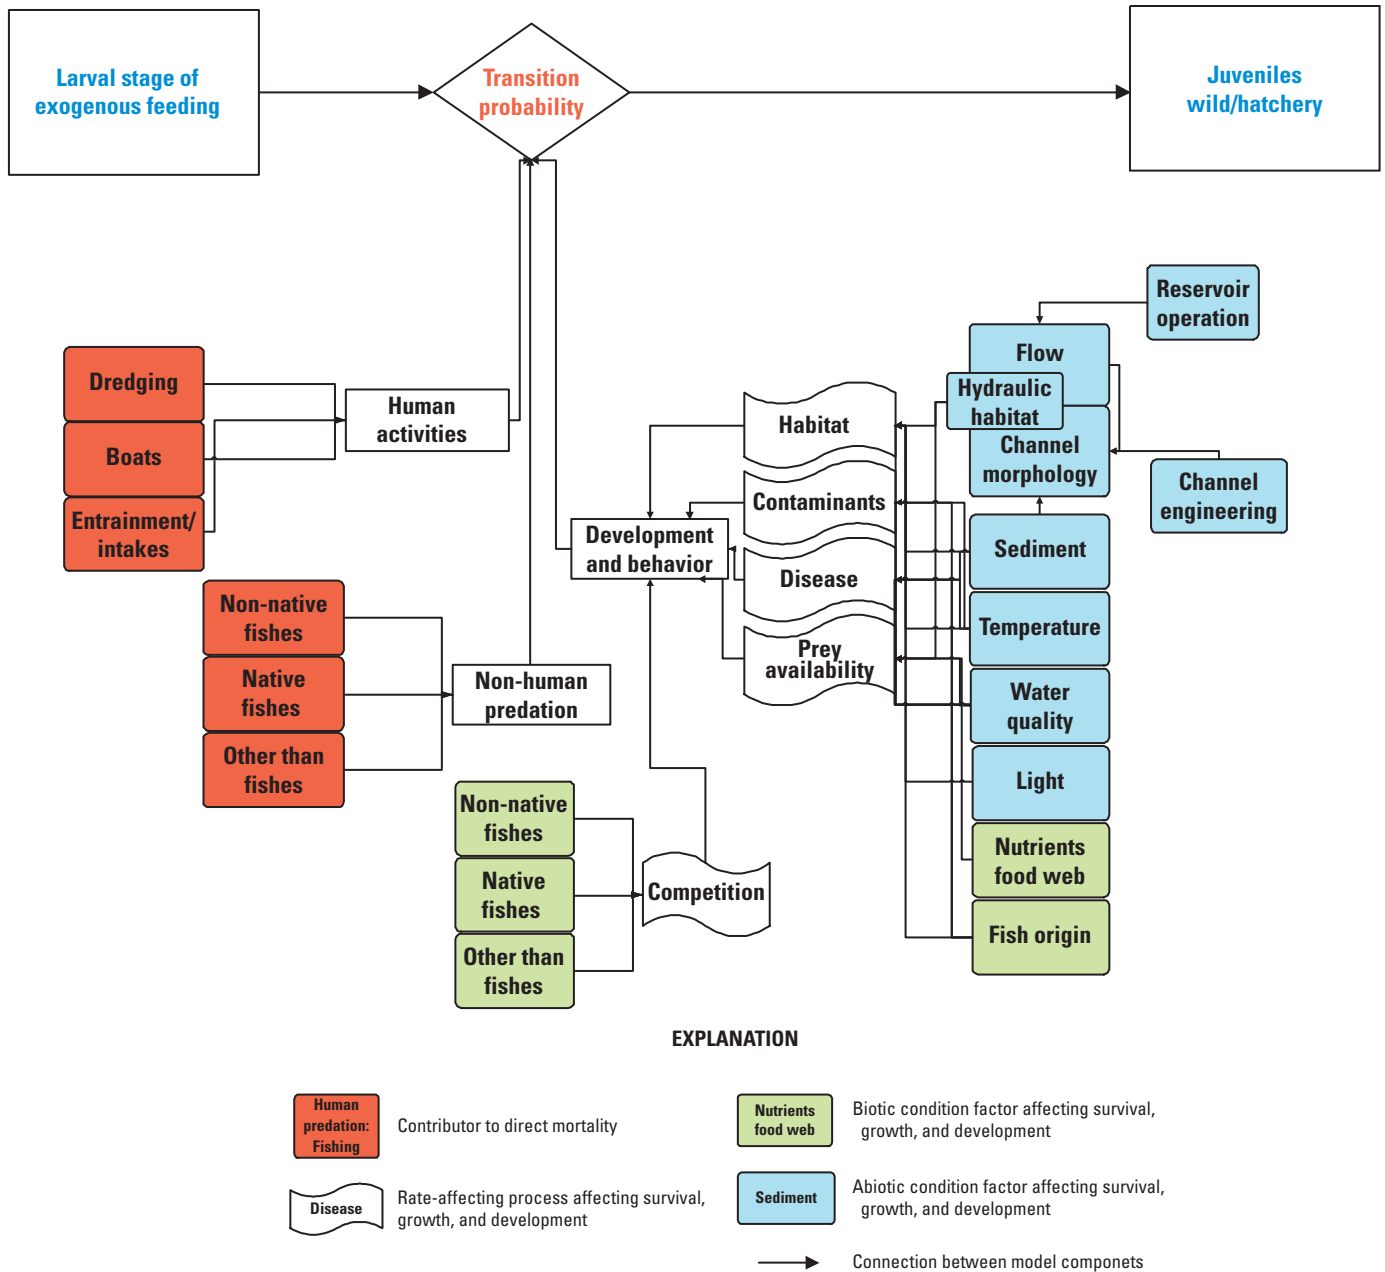 Larval stage of
exogenous feeding
Transition
probability
Juveniles
wild/hatchery
Reservoir
operation
Flow
Hydraulic
habitat
Channel
morphology
Channel
engineering
Dredging
Boats
Entrainment/
intakes
Human
activities
Habitat
Contaminants
Disease
Prey
availability
Development
and behavior
Sediment
Temperature
Water
quality
Light
Nutrients
food web
Fish origin
Non-native
fishes
Native
fishes
Other than
fishes
Non-human
predation
Non-native
fishes
Native
fishes
Other than
fishes
Competition
EXPLANATION
Human
predation:
Fishing
Contributor to direct mortality
Disease
Rate-affecting process affecting survival,
growth, and development
Nutrients
food web
Biotic condition factor affecting survival,
growth, and development
Sediment
Abiotic condition factor affecting survival,
growth, and development
Connection between model componets